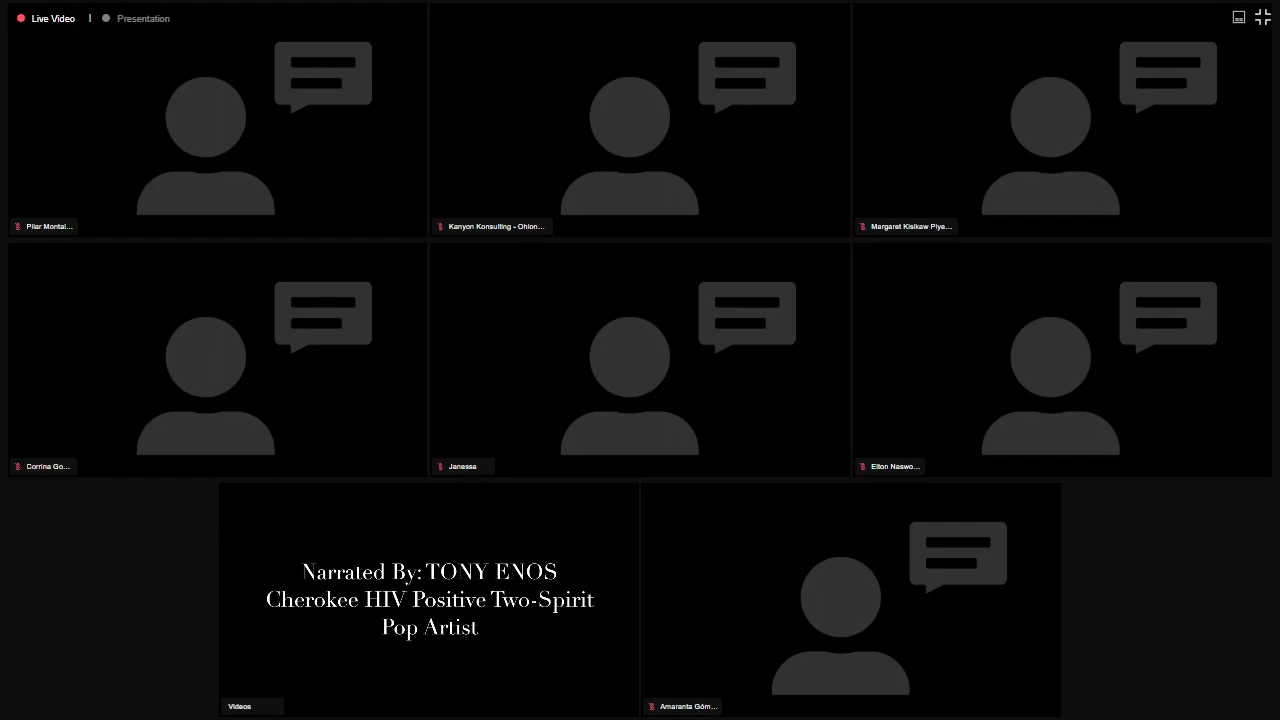 Live Video | Presentation
Pilar Montal...
Kanyon Konsulting - Ohlon...
Margaret Kisikaw Piye...
Corrina Go...
Janessa
Elton Naswo...
Narrated By: TONY ENOS
Cherokee HIV Positive Two-Spirit
Pop Artist
Videos
Amaranta Góm...